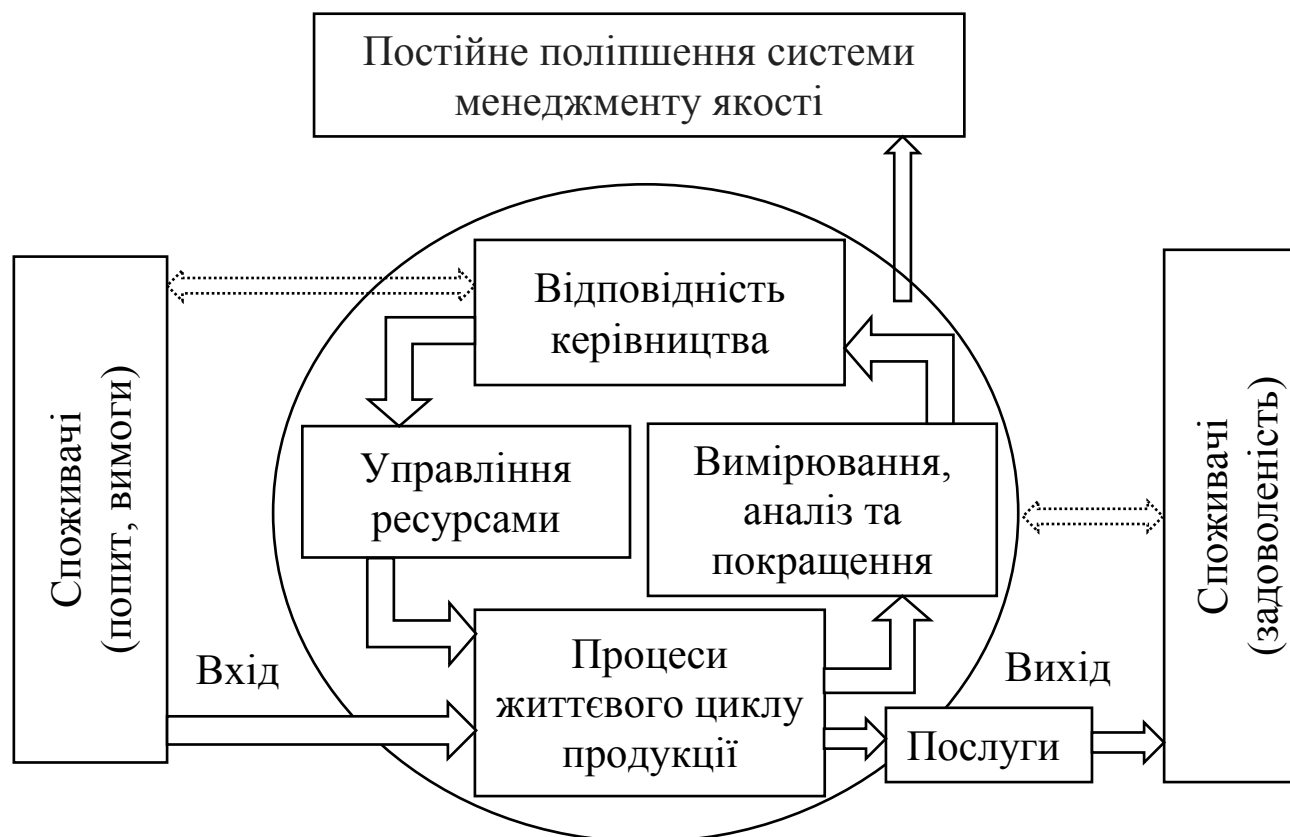 Постійне поліпшення системи
менеджменту якості
Споживачі
(попит, вимоги)
Відповідність
керівництва
Управління
ресурсами
Вимірювання,
аналіз та
покращення
Споживачі
(задоволеність)
Вхід
Процеси
життєвого циклу
продукції
Вихід
Послуги